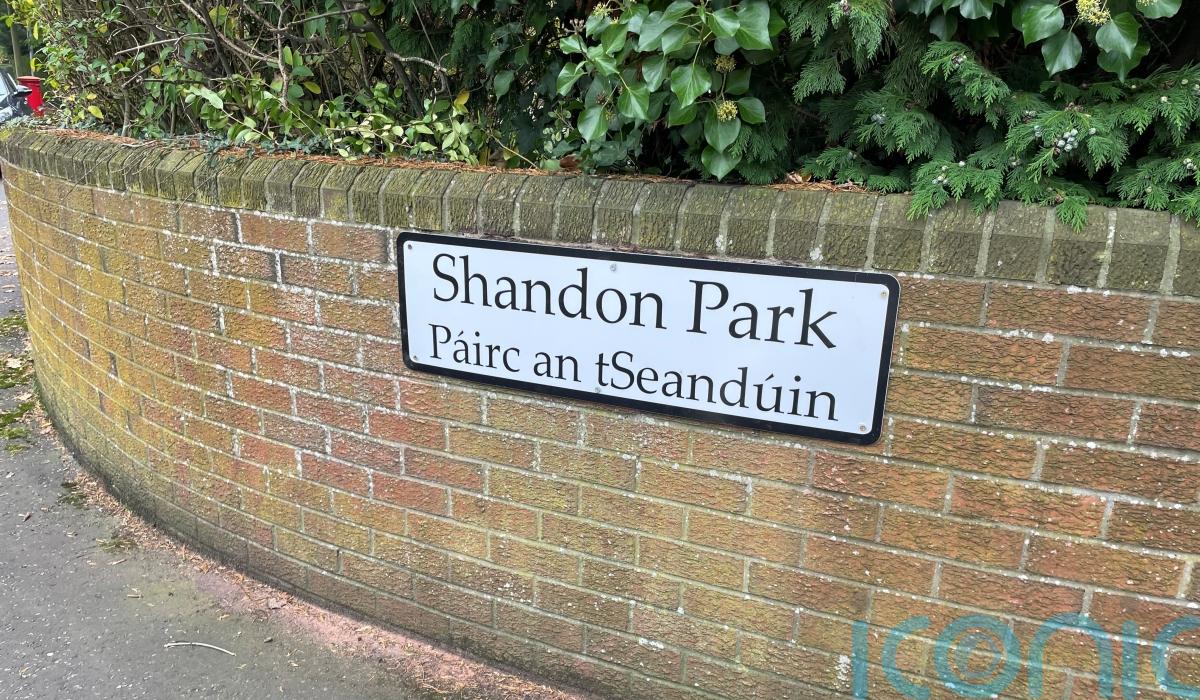 Shandon Park
Páirc an tSeandúin
iconic